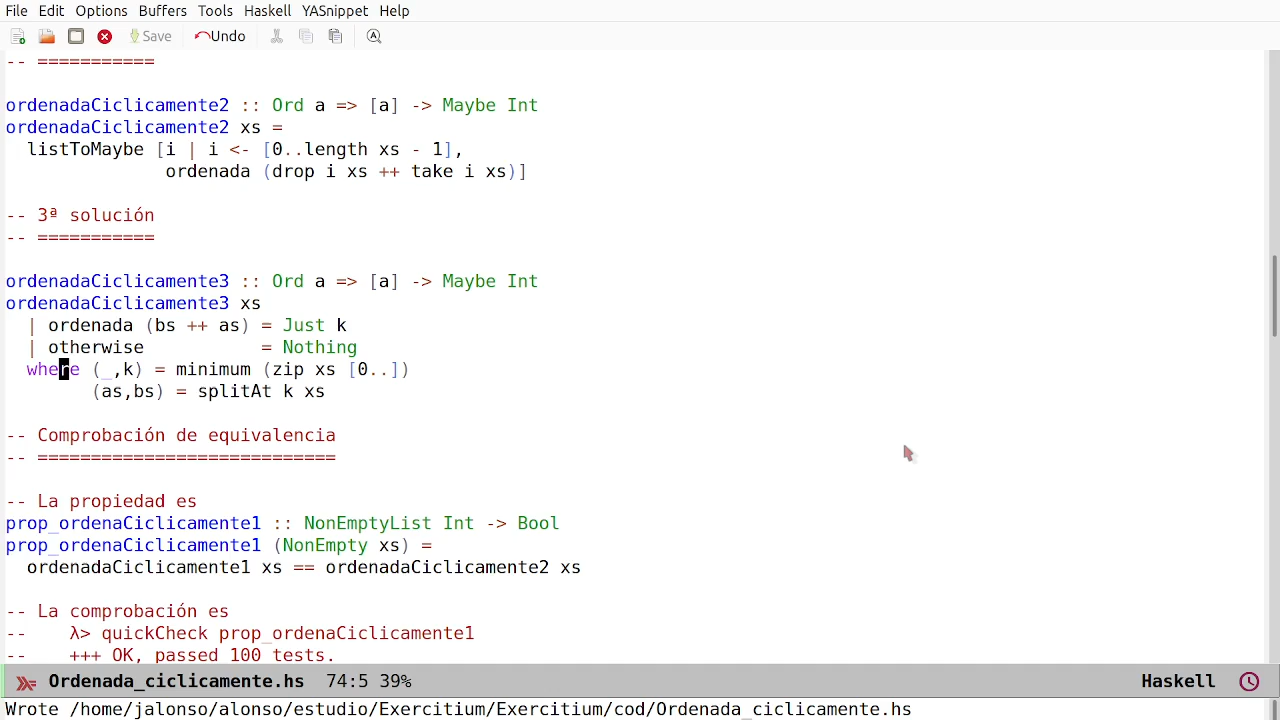 File Edit Options Buffers Tools Haskell YASnippet Help
Save Undo
-- ===========
ordenadaCiclicamente2 :: Ord a => [a] -> Maybe Int
ordenadaCiclicamente2 xs =
  listToMaybe [i | i <- [0..length xs - 1],
               ordenada (drop i xs ++ take i xs)]
-- 3ª solución
-- ===========
ordenadaCiclicamente3 :: Ord a => [a] -> Maybe Int
ordenadaCiclicamente3 xs
  | ordenada (bs ++ as) = Just k
  | otherwise           = Nothing
  where (_,k) = minimum (zip xs [0..])
        (as,bs) = splitAt k xs
-- Comprobación de equivalencia
-- ============================
-- La propiedad es
prop_ordenaCiclicamente1 :: NonEmptyList Int -> Bool
prop_ordenaCiclicamente1 (NonEmpty xs) =
  ordenadaCiclicamente1 xs == ordenadaCiclicamente2 xs
-- La comprobación es
--    λ> quickCheck prop_ordenaCiclicamente1
--    +++ OK, passed 100 tests.
Ordenada_ciclicamente.hs 74:5 39% Haskell
Wrote /home/jalonso/alonso/estudio/Exercitium/Exercitium/cod/Ordenada_ciclicamente.hs